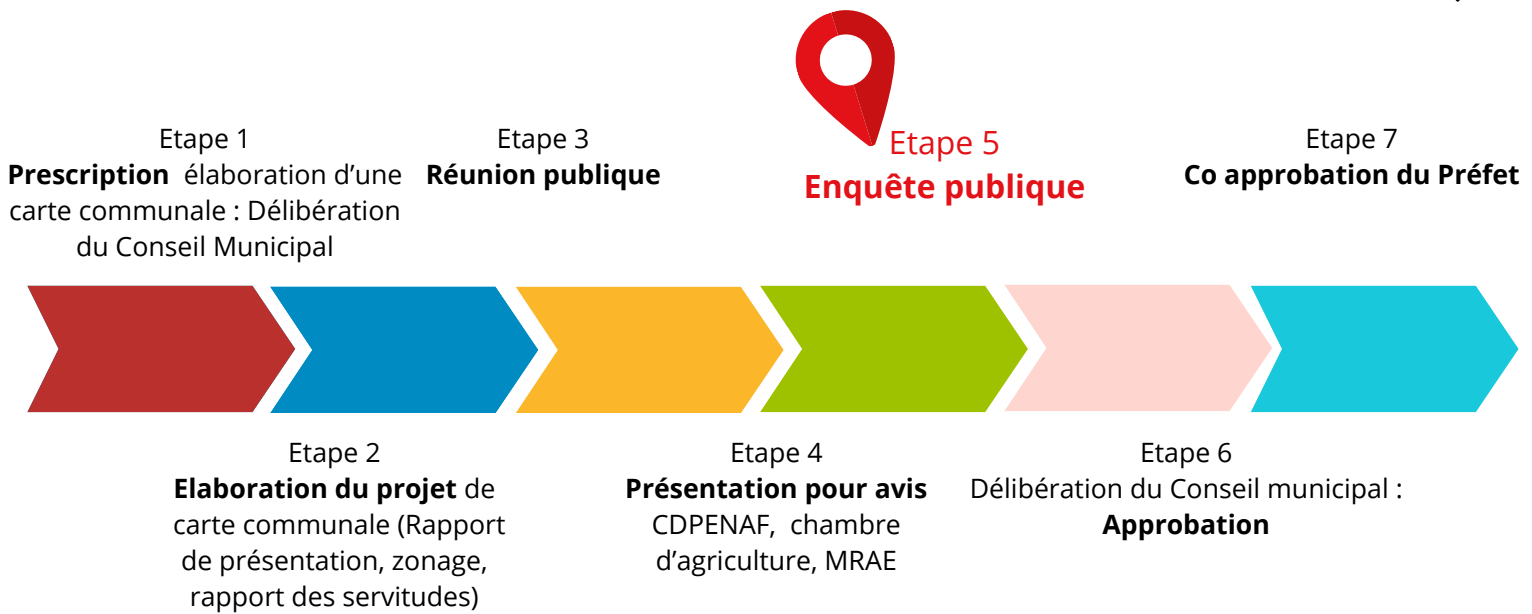 Etape 1
Prescription élaboration d'une
carte communale : Délibération
du Conseil Municipal
Etape 3
Réunion publique
Etape 5
Enquête publique
Etape 7
Co approbation du Préfet
Etape 2
Elaboration du projet de
carte communale (Rapport
de présentation, zonage,
rapport des servitudes)
Etape 4
Présentation pour avis
CDPENAF, chambre
d'agriculture, MRAE
Etape 6
Délibération du Conseil municipal :
Approbation